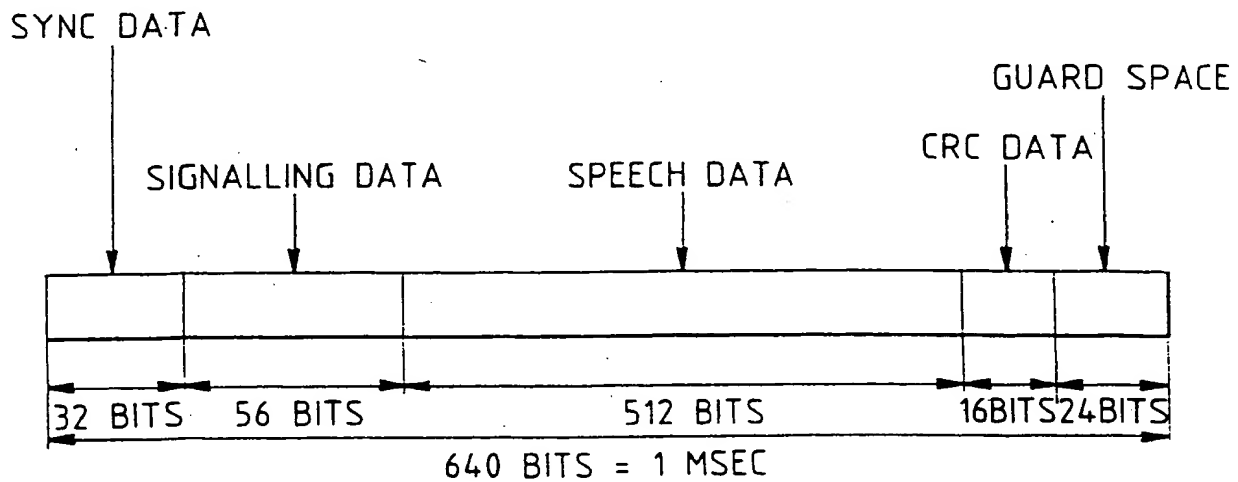 SYNC DATA
GUARD SPACE
CRC DATA
SIGNALLING DATA
SPEECH DATA
32 BITS
56 BITS
512 BITS
16BITS
24BITS
640 BITS = 1 MSEC